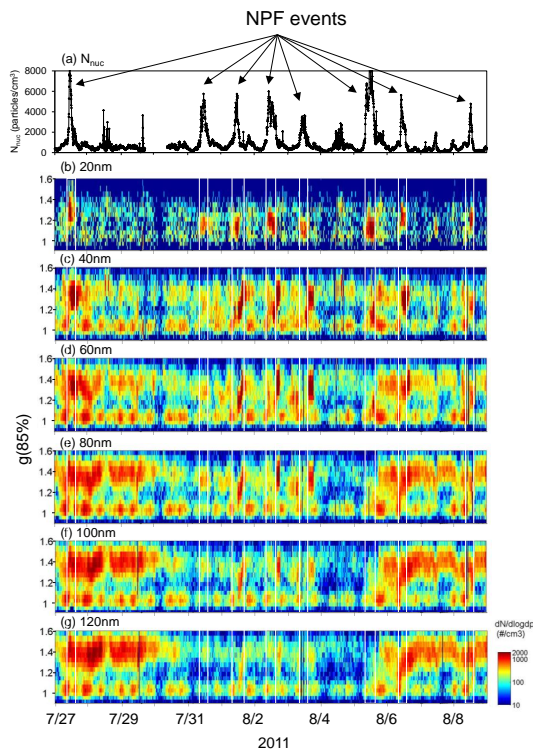 NPF events
(a) Nnuc
Nnuc (particles/cm³)
8000
6000
4000
2000
0
(b) 20nm
1.6
1.4
1.2
1
(c) 40nm
1.6
1.4
1.2
1
(d) 60nm
1.6
1.4
1.2
1
g(85%)
(e) 80nm
1.6
1.4
1.2
1
(f) 100nm
1.6
1.4
1.2
1
(g) 120nm
1.6
1.4
1.2
1
dN/dlogdp
(#/cm3)
2000
1000
100
10
7/27 7/29 7/31 8/2 8/4 8/6 8/8
2011